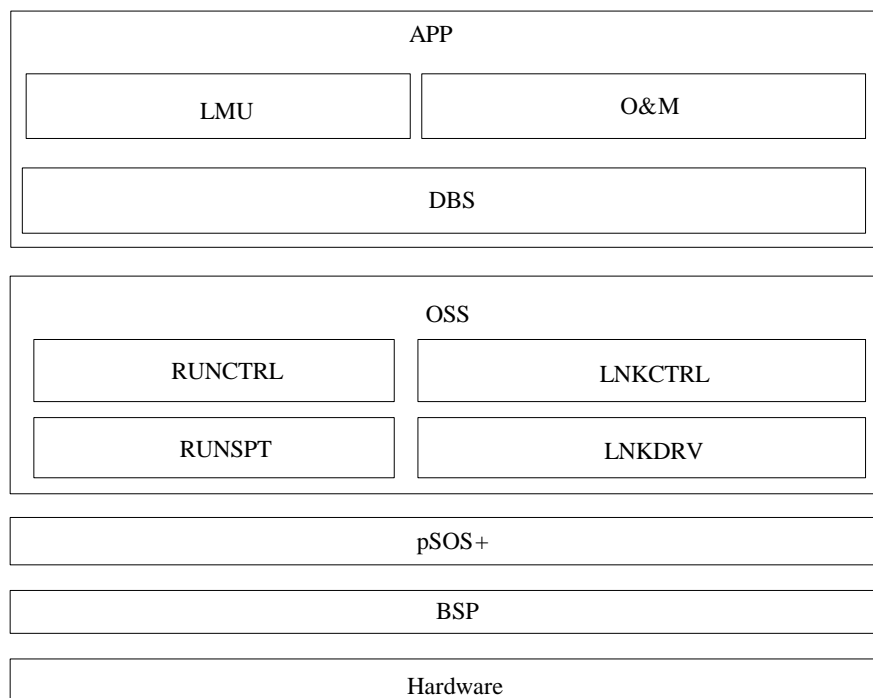 APP
LMU
O&M
DBS
OSS
RUNCTRL
LNKCTRL
RUNSPT
LNKDRV
pSOS+
BSP
Hardware